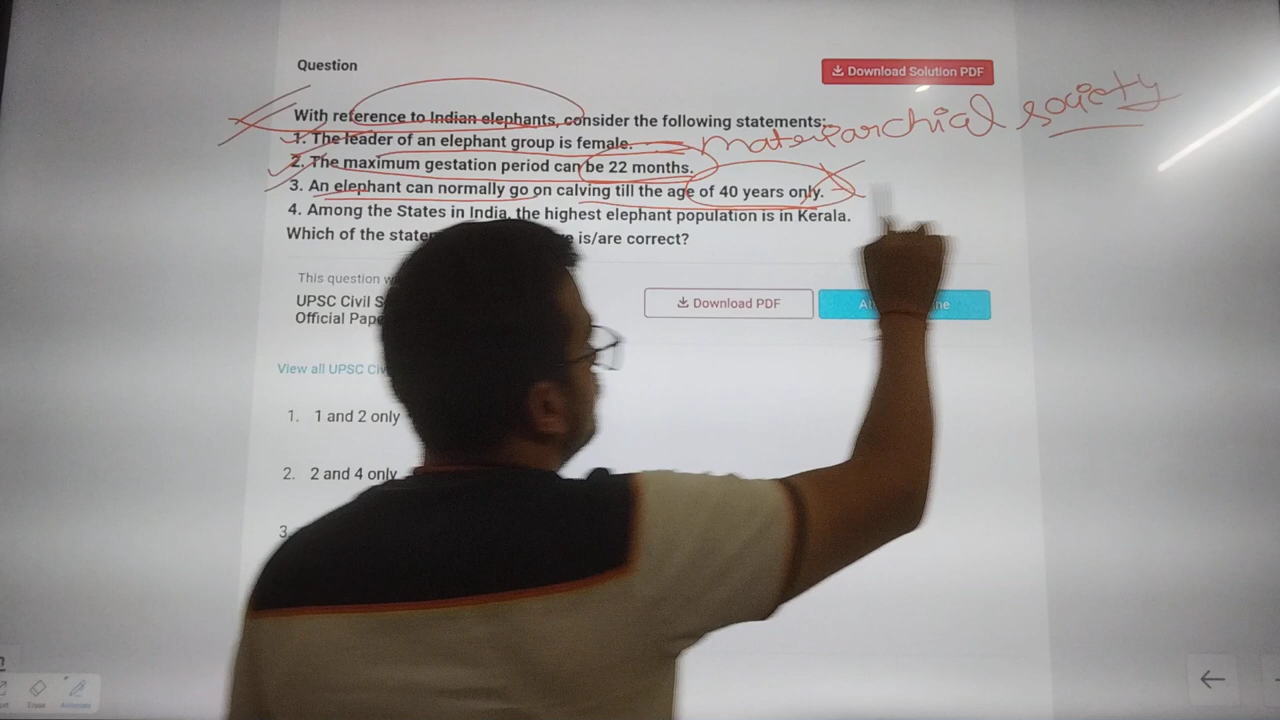 Question
Download Solution PDF
With reference to Indian elephants, consider the following statements:
1. The leader of an elephant group is female.
materparchial society
2. The maximum gestation period can be 22 months.
3. An elephant can normally go on calving till the age of 40 years only.
4. Among the States in India, the highest elephant population is in Kerala.
Which of the is/are correct?
This question
UPSC Civil
Official
Download PDF
View all UPSC
1. 1 and 2 only
2. 2 and 4 only
3.
Erase